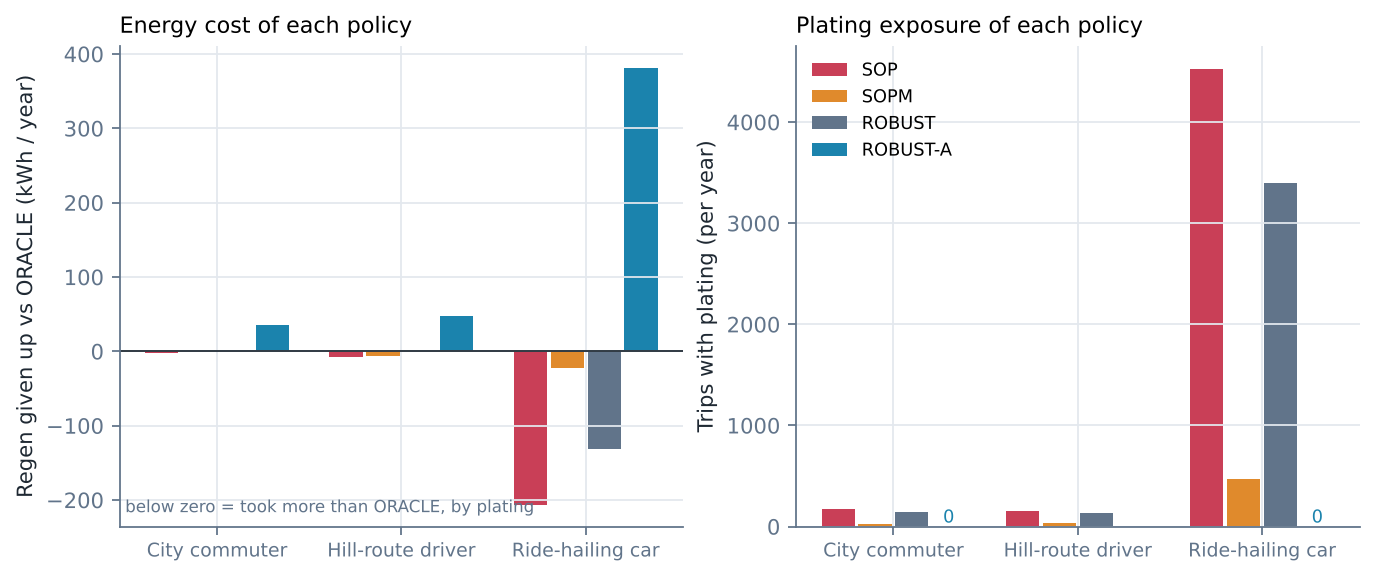 Energy cost of each policy
Regen given up vs ORACLE (kWh / year)
400
300
200
100
0
−100
−200
below zero = took more than ORACLE, by plating
City commuter
Hill-route driver
Ride-hailing car
Plating exposure of each policy
Trips with plating (per year)
SOP
SOPM
ROBUST
ROBUST-A
4000
3000
2000
1000
0
0
0
City commuter
Hill-route driver
Ride-hailing car